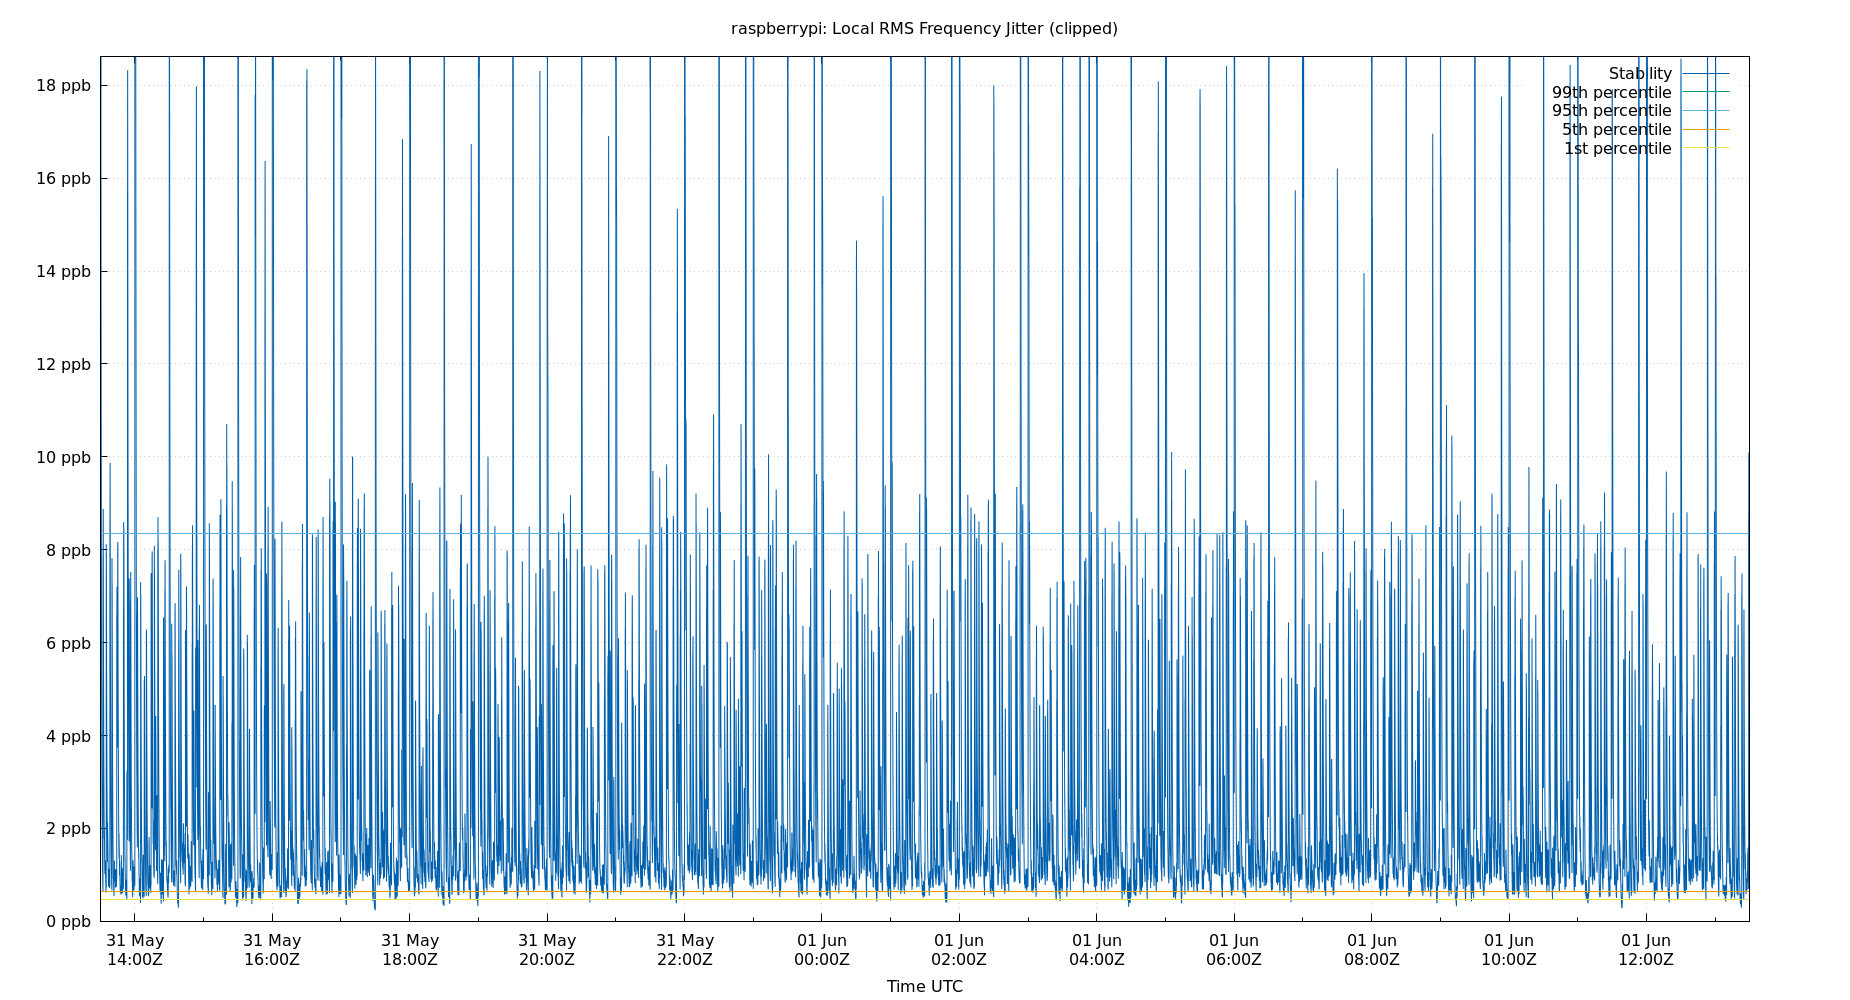 raspberrypi: Local RMS Frequency Jitter (clipped)
18 ppb
16 ppb
14 ppb
12 ppb
10 ppb
8 ppb
6 ppb
4 ppb
2 ppb
0 ppb
Stability
99th percentile
95th percentile
5th percentile
1st percentile
31 May 31 May 31 May 31 May 31 May 01 Jun 01 Jun 01 Jun 01 Jun 01 Jun 01 Jun 01 Jun
14:00Z 16:00Z 18:00Z 20:00Z 22:00Z 00:00Z 02:00Z 04:00Z 06:00Z 08:00Z 10:00Z 12:00Z
Time UTC